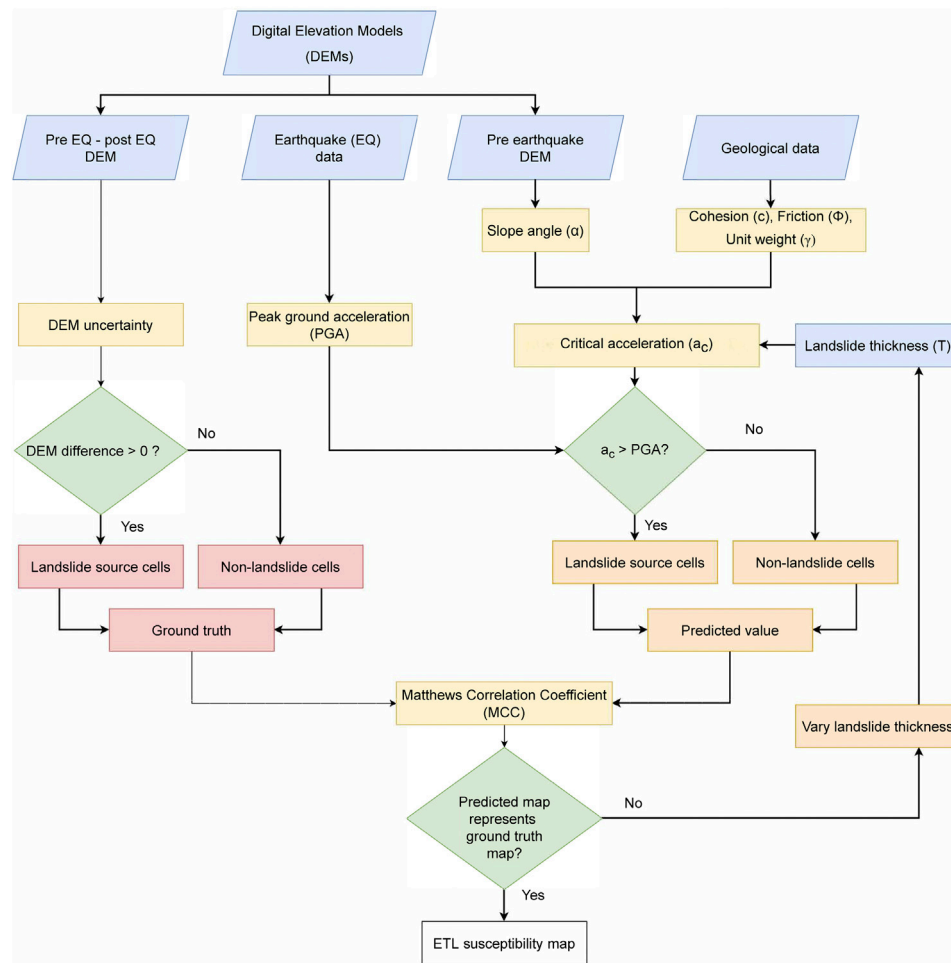 Digital Elevation Models
(DEMs)
Pre EQ - post EQ
DEM
Earthquake (EQ)
data
Pre earthquake
DEM
Geological data
Slope angle (α)
Cohesion (c), Friction (Φ),
Unit weight (γ)
DEM uncertainty
Peak ground acceleration
(PGA)
Critical acceleration (ac)
Landslide thickness (T)
DEM difference > 0 ?
No
ac > PGA?
No
Yes
Yes
Landslide source cells
Non-landslide cells
Landslide source cells
Non-landslide cells
Ground truth
Predicted value
Matthews Correlation Coefficient
(MCC)
Vary landslide thickness
Predicted map
represents
ground truth
map?
No
Yes
ETL susceptibility map